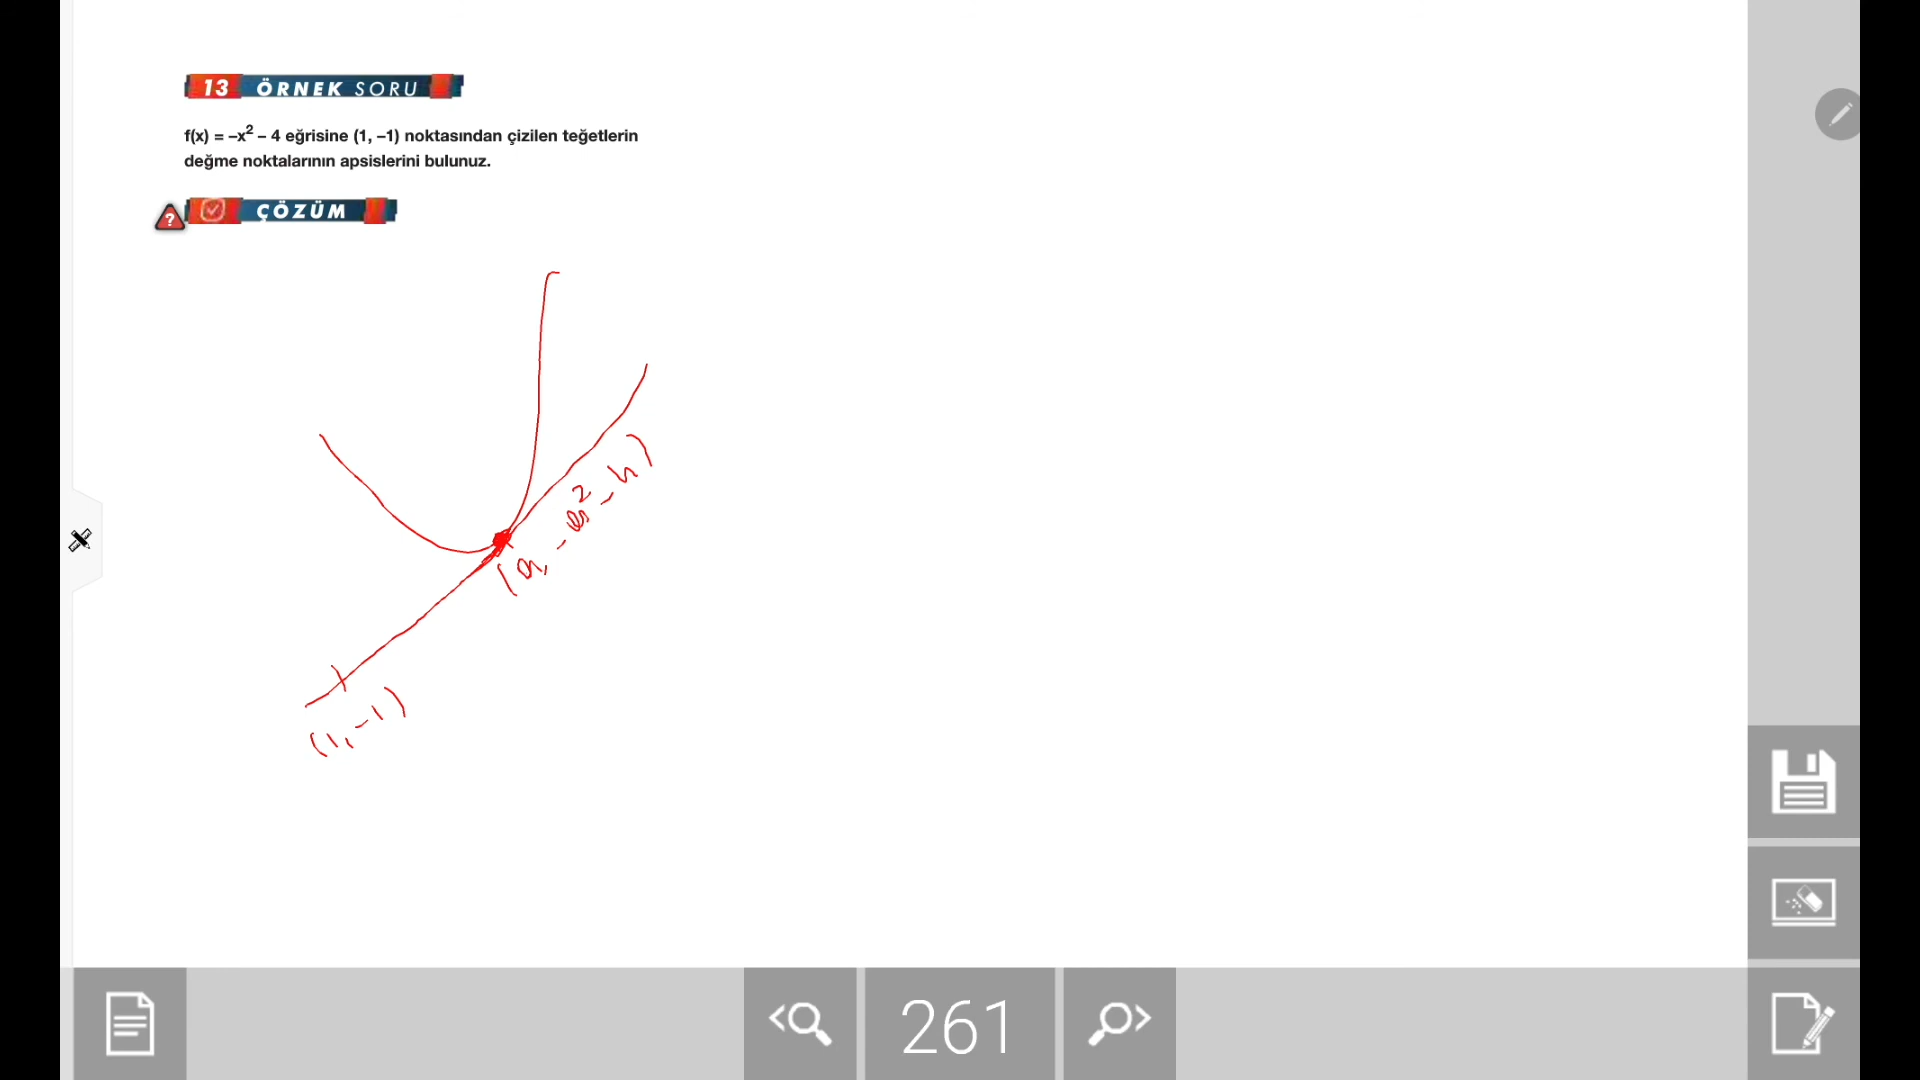 13 ÖRNEK SORU
f(x) = –x² – 4 eğrisine (1, –1) noktasından çizilen teğetlerin
değme noktalarının apsislerini bulunuz.
? ÇÖZÜM
(a, -a² - 4)
(1, -1)
261